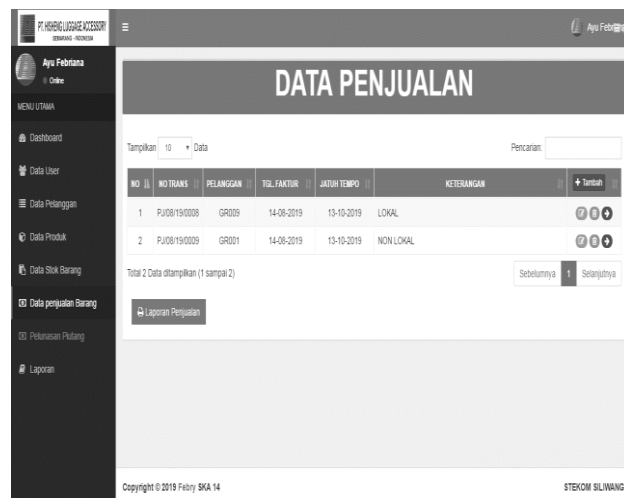 PT. HISHENG LUGGAGE ACCESSORY
SEMARANG - INDONESIA
Ayu Febriana
Ayu Febriana
Online
MENU UTAMA
Dashboard
Data User
Data Pelanggan
Data Produk
Data Stok Barang
Data penjualan Barang
Pelunasan Piutang
Laporan
DATA PENJUALAN
Tampilkan 10 Data
Pencarian:
NO NO TRANS PELANGGAN TGL. FAKTUR JATUH TEMPO KETERANGAN + Tambah
1 PJ/08/19/0008 GR009 14-08-2019 13-10-2019 LOKAL
2 PJ/08/19/0009 GR001 14-08-2019 13-10-2019 NON LOKAL
Total 2 Data ditampilkan (1 sampai 2)
Sebelumnya 1 Selanjutnya
Laporan Penjualan
Copyright © 2019 Febry SKA 14
STEKOM SILIWANG